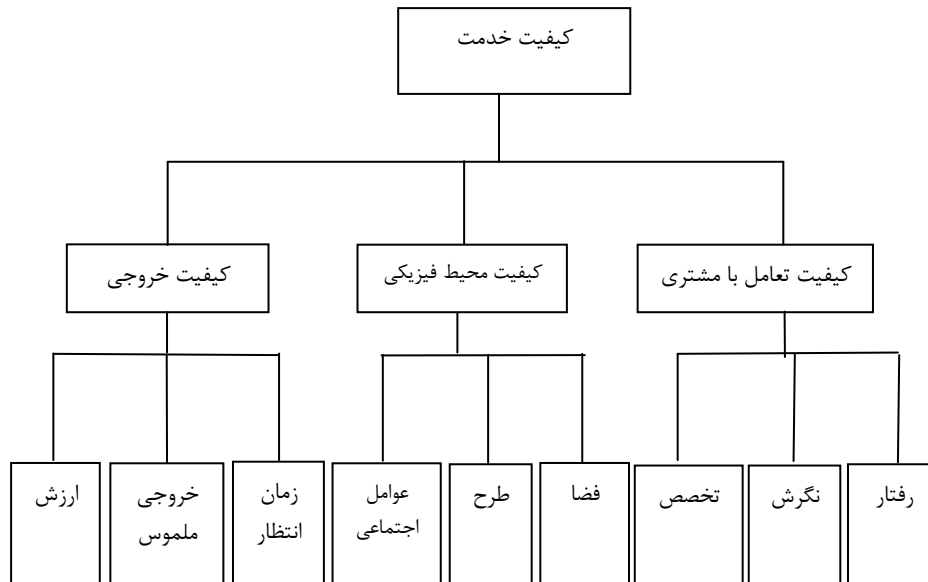 کیفیت خدمت
کیفیت تعامل با مشتری
کیفیت محیط فیزیکی
کیفیت خروجی
رفتار
نگرش
تخصص
فضا
طرح
عوامل
اجتماعی
زمان
انتظار
خروجی
ملموس
ارزش